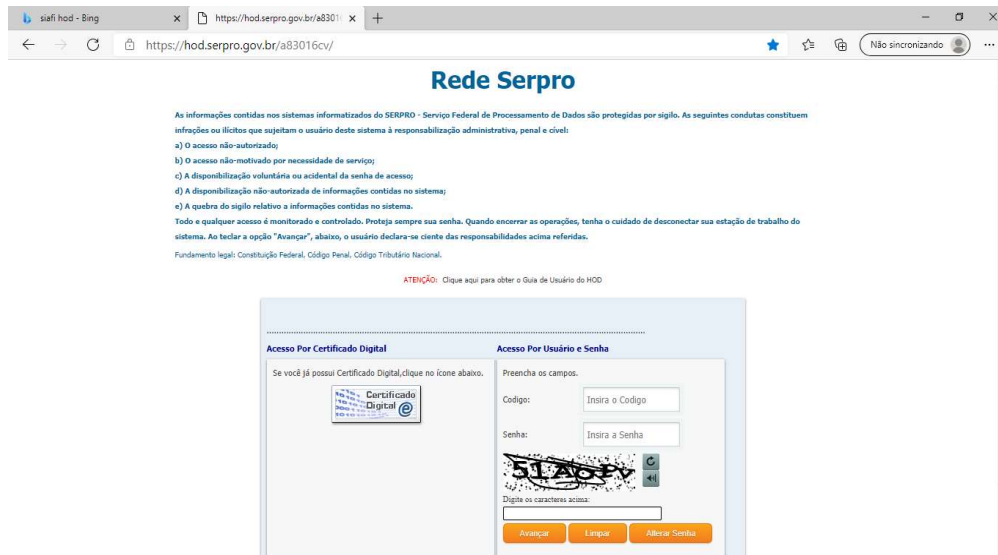 siafi hod - Bing
https://hod.serpro.gov.br/a8301
https://hod.serpro.gov.br/a83016cv/
Não sincronizando
Rede Serpro
As informações contidas nos sistemas informatizados do SERPRO - Serviço Federal de Processamento de Dados são protegidas por sigilo. As seguintes condutas constituem
infrações ou ilícitos que sujeitam o usuário deste sistema à responsabilização administrativa, penal e cível:
a) O acesso não-autorizado;
b) O acesso não-motivado por necessidade de serviço;
c) A disponibilização voluntária ou acidental da senha de acesso;
d) A disponibilização não-autorizada de informações contidas no sistema;
e) A quebra do sigilo relativo a informações contidas no sistema.
Todo e qualquer acesso é monitorado e controlado. Proteja sempre sua senha. Quando encerrar as operações, tenha o cuidado de desconectar sua estação de trabalho do
sistema. Ao teclar a opção "Avançar", abaixo, o usuário declara-se ciente das responsabilidades acima referidas.
Fundamento legal: Constituição Federal. Código Penal. Código Tributário Nacional.
ATENÇÃO: Clique aqui para obter o Guia de Usuário do HOD
Acesso Por Certificado Digital
Se você já possui Certificado Digital,clique no ícone abaixo.
Certificado
Digital
Acesso Por Usuário e Senha
Preencha os campos.
Codigo: Insira o Codigo
Senha: Insira a Senha
Digite os caracteres acima:
Avançar Limpar Alterar Senha